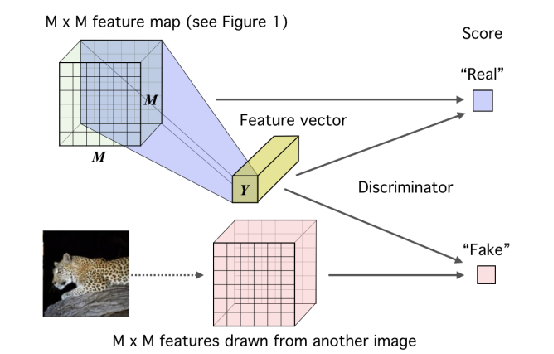 M x M feature map (see Figure 1)
Score
"Real"
M
Feature vector
M
Y
Discriminator
"Fake"
M x M features drawn from another image